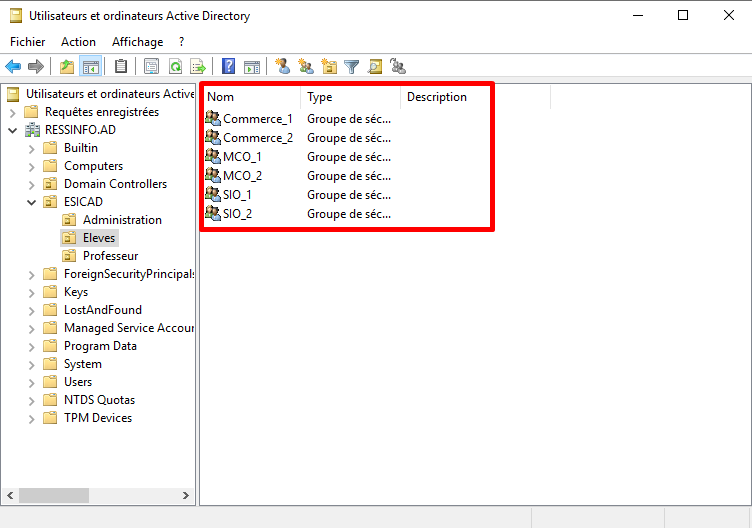 Utilisateurs et ordinateurs Active Directory
Fichier Action Affichage ?
Utilisateurs et ordinateurs Active
Requêtes enregistrées
RESSINFO.AD
Builtin
Computers
Domain Controllers
ESICAD
Administration
Eleves
Professeur
ForeignSecurityPrincipals
Keys
LostAndFound
Managed Service Accour
Program Data
System
Users
NTDS Quotas
TPM Devices
Nom Type Description
Commerce_1 Groupe de séc...
Commerce_2 Groupe de séc...
MCO_1 Groupe de séc...
MCO_2 Groupe de séc...
SIO_1 Groupe de séc...
SIO_2 Groupe de séc...